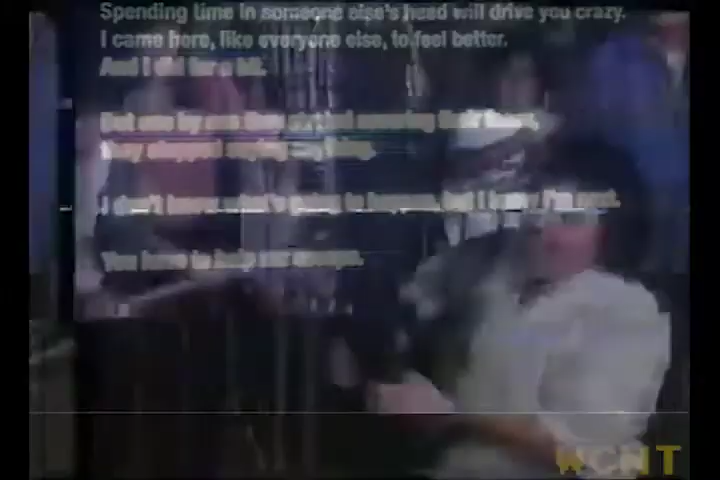 Spending time in someone else's head will drive you crazy.
I came here, like everyone else, to feel better.
And I did for a bit.
But one by one they
they stopped
I don't know what's going to happen, but I know I'm next.
You have to help me escape.
WCNT